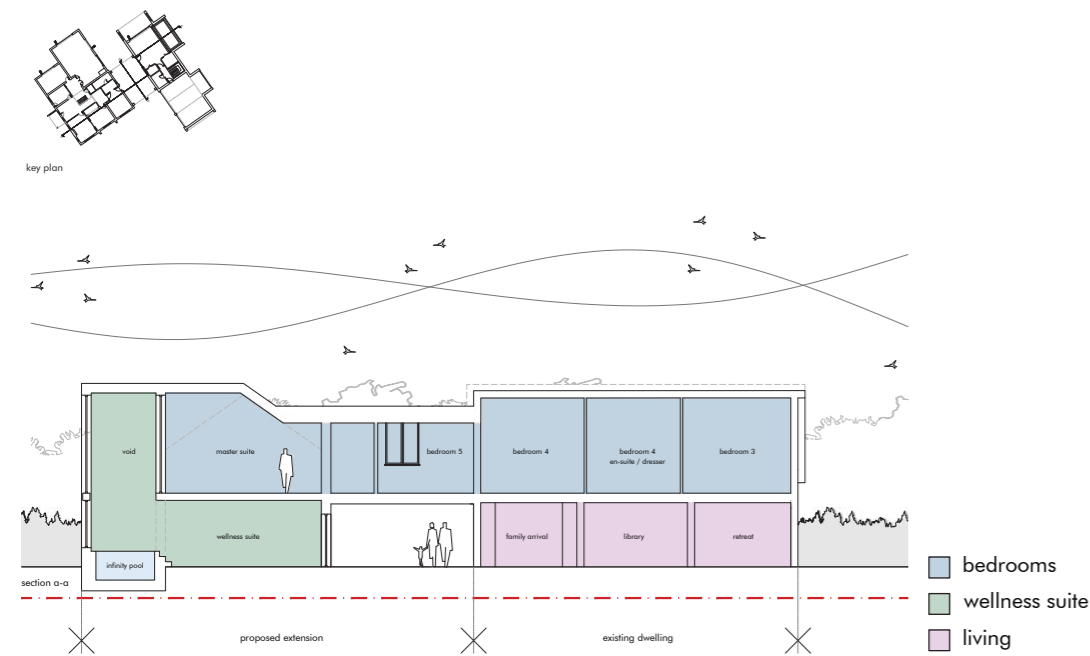 key plan
void
master suite
bedroom 5
bedroom 4
bedroom 4
en-suite / dresser
bedroom 3
wellness suite
family arrival
library
retreat
infinity pool
section a-a
proposed extension
existing dwelling
bedrooms
wellness suite
living